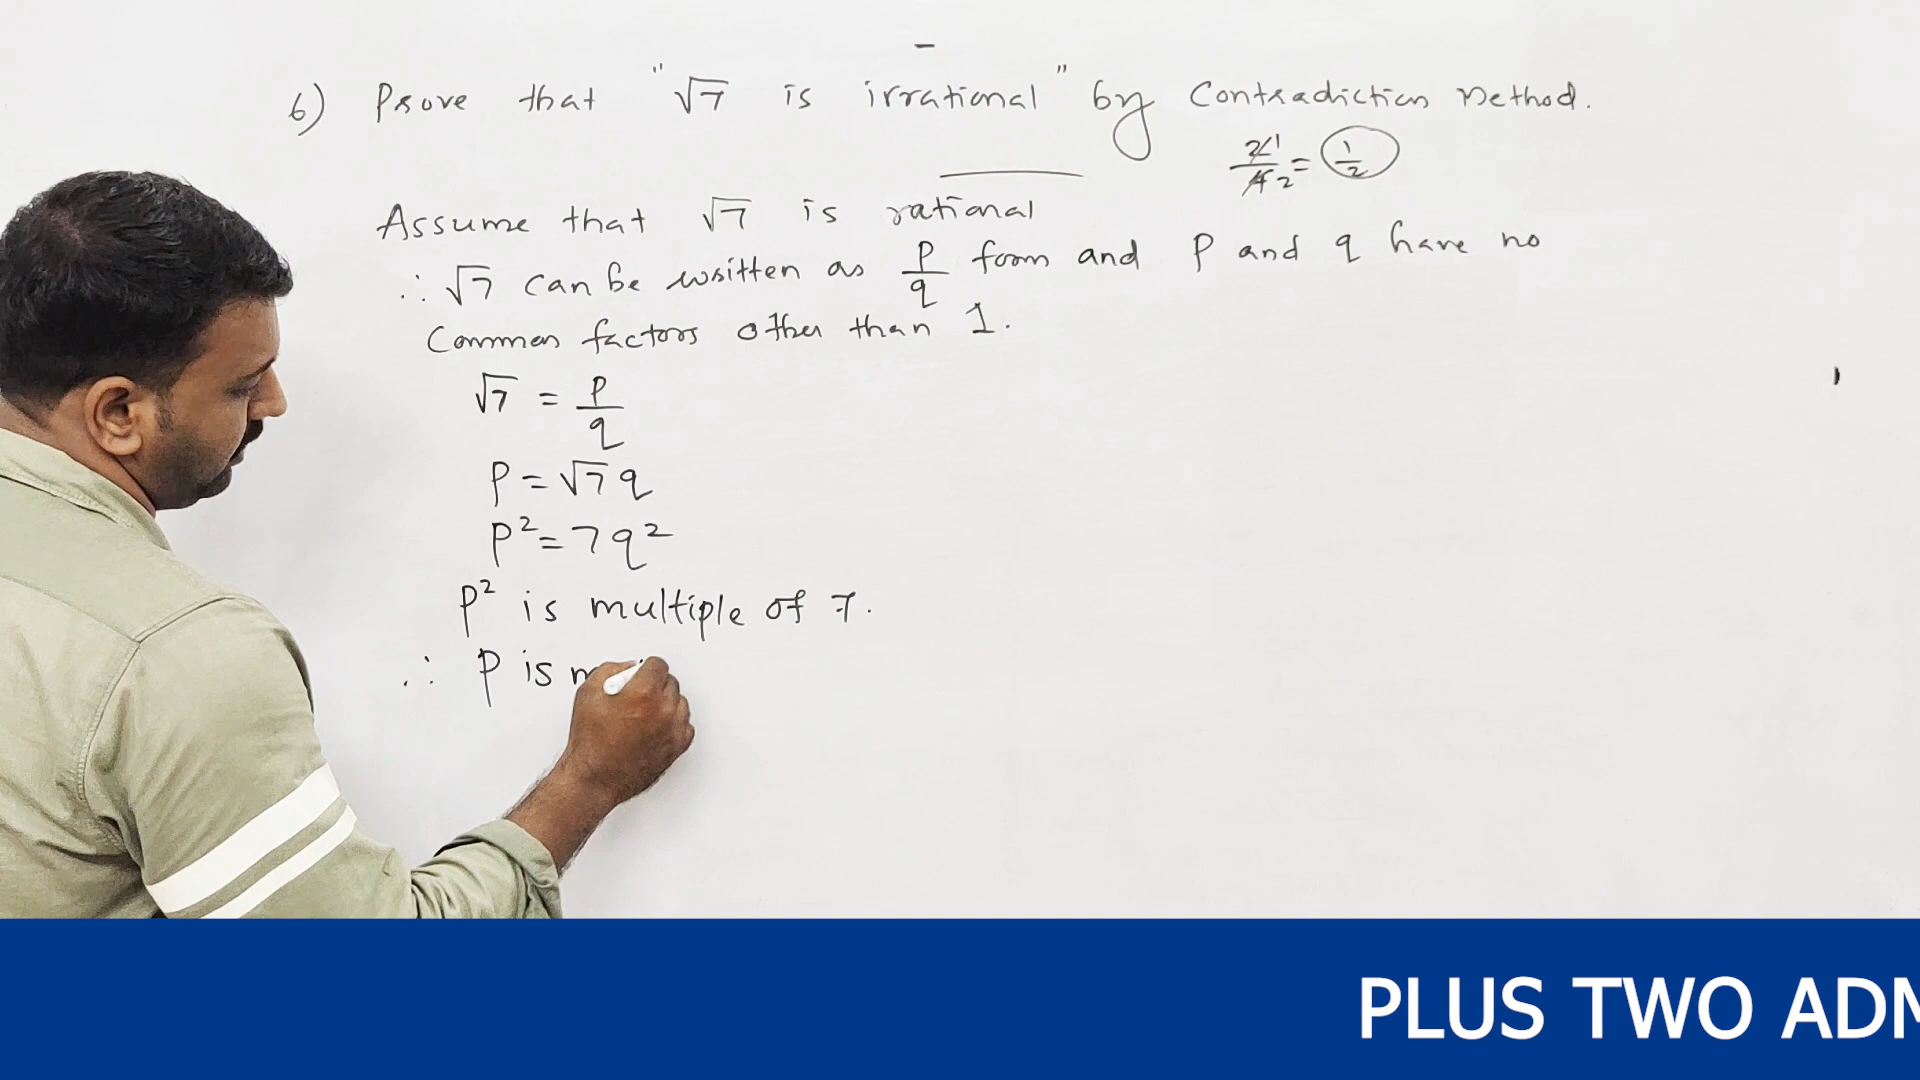 6) Prove that "√7 is irrational" by Contradiction Method.
2/4 1/2 = 1/2
Assume that √7 is rational
∴ √7 can be written as p/q form and P and q have no
Common factors other than 1.
√7 = P/q
P = √7 q
P² = 7q²
P² is multiple of 7.
∴ P is m
PLUS TWO ADM